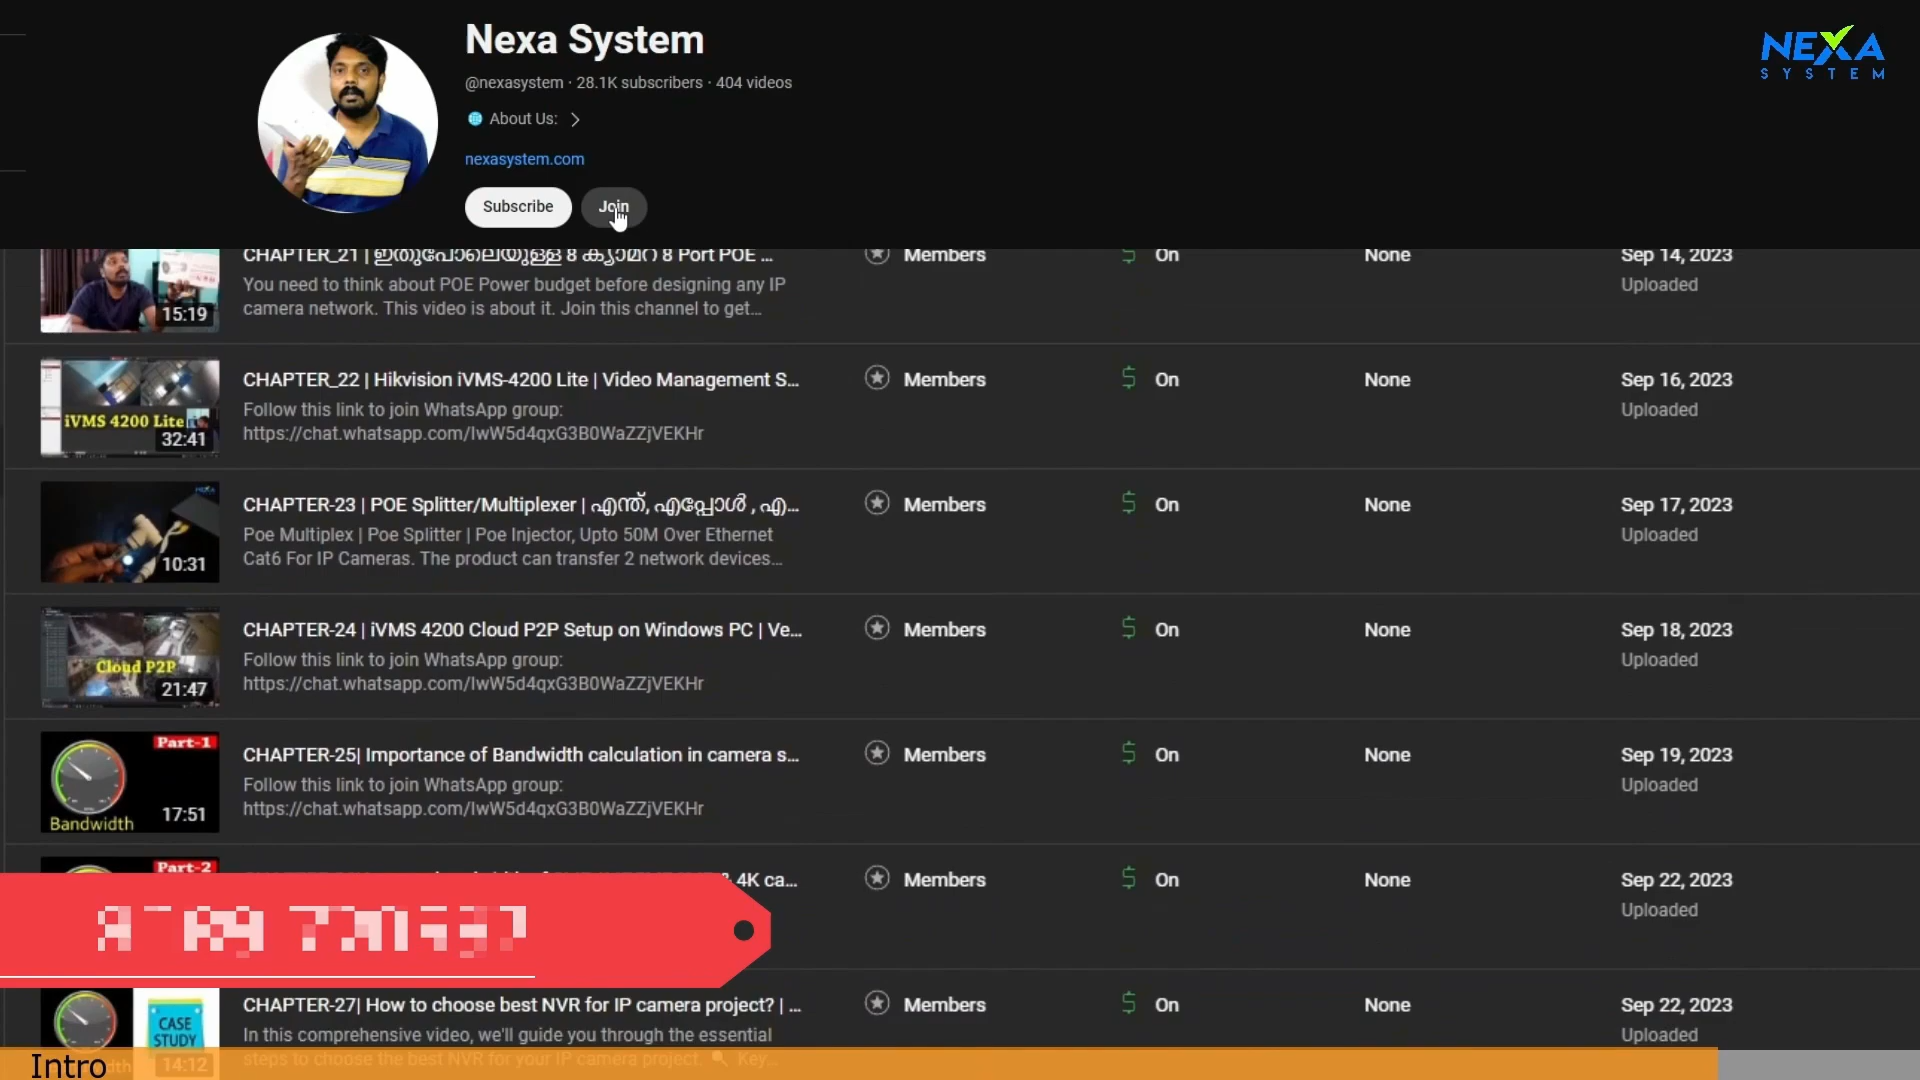 Nexa System
NEXA
SYSTEM
@nexasystem · 28.1K subscribers · 404 videos
About Us:
nexasystem.com
Subscribe
Join
CHAPTER_21 | ഇതുപോലെയുള്ള 8 ക്യാമറ 8 Port POE ...
Members
On
None
Sep 14, 2023
You need to think about POE Power budget before designing any IP
Uploaded
camera network. This video is about it. Join this channel to get...
15:19
CHAPTER_22 | Hikvision iVMS-4200 Lite | Video Management S...
Members
On
None
Sep 16, 2023
Follow this link to join WhatsApp group:
Uploaded
iVMS 4200 Lite
https://chat.whatsapp.com/IwW5d4qxG3B0WaZZjVEKHr
32:41
CHAPTER-23 | POE Splitter/Multiplexer | എന്ത്, എപ്പോൾ , എ...
Members
On
None
Sep 17, 2023
Poe Multiplex | Poe Splitter | Poe Injector, Upto 50M Over Ethernet
Uploaded
Cat6 For IP Cameras. The product can transfer 2 network devices...
10:31
CHAPTER-24 | iVMS 4200 Cloud P2P Setup on Windows PC | Ve...
Members
On
None
Sep 18, 2023
Follow this link to join WhatsApp group:
Uploaded
Cloud P2P
https://chat.whatsapp.com/IwW5d4qxG3B0WaZZjVEKHr
21:47
Part-1
CHAPTER-25| Importance of Bandwidth calculation in camera s...
Members
On
None
Sep 19, 2023
Follow this link to join WhatsApp group:
Uploaded
https://chat.whatsapp.com/IwW5d4qxG3B0WaZZjVEKHr
17:51
Bandwidth
Part-2
4K ca...
Members
On
None
Sep 22, 2023
Uploaded
CHAPTER-27| How to choose best NVR for IP camera project? | ...
Members
On
None
Sep 22, 2023
CASE
STUDY
In this comprehensive video, we'll guide you through the essential
Uploaded
steps to choose the best NVR for your IP camera project. Key...
14:12
Intro